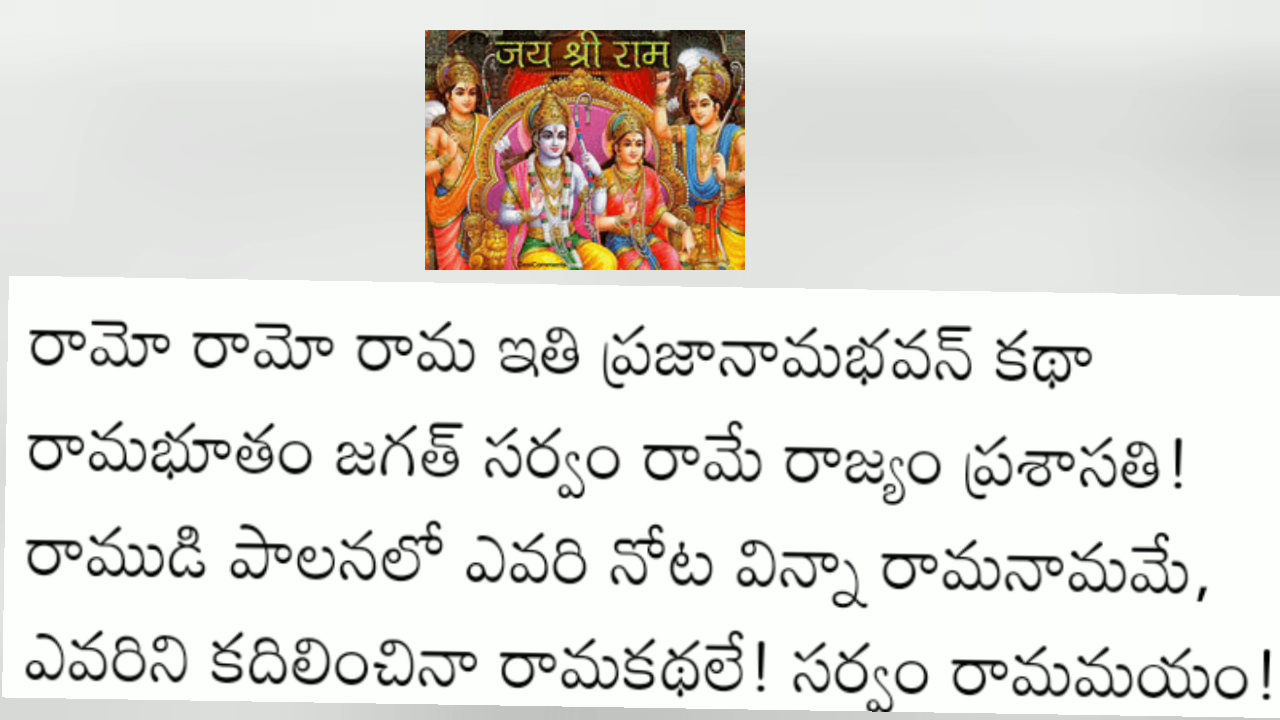 जय श्री राम
రామో రామో రామ ఇతి ప్రజానామభవన్ కథా
రామభూతం జగత్ సర్వం రామే రాజ్యం ప్రశాసతి!
రాముడి పాలనలో ఎవరి నోట విన్నా రామనామమే,
ఎవరిని కదిలించినా రామకథలే! సర్వం రామమయం!